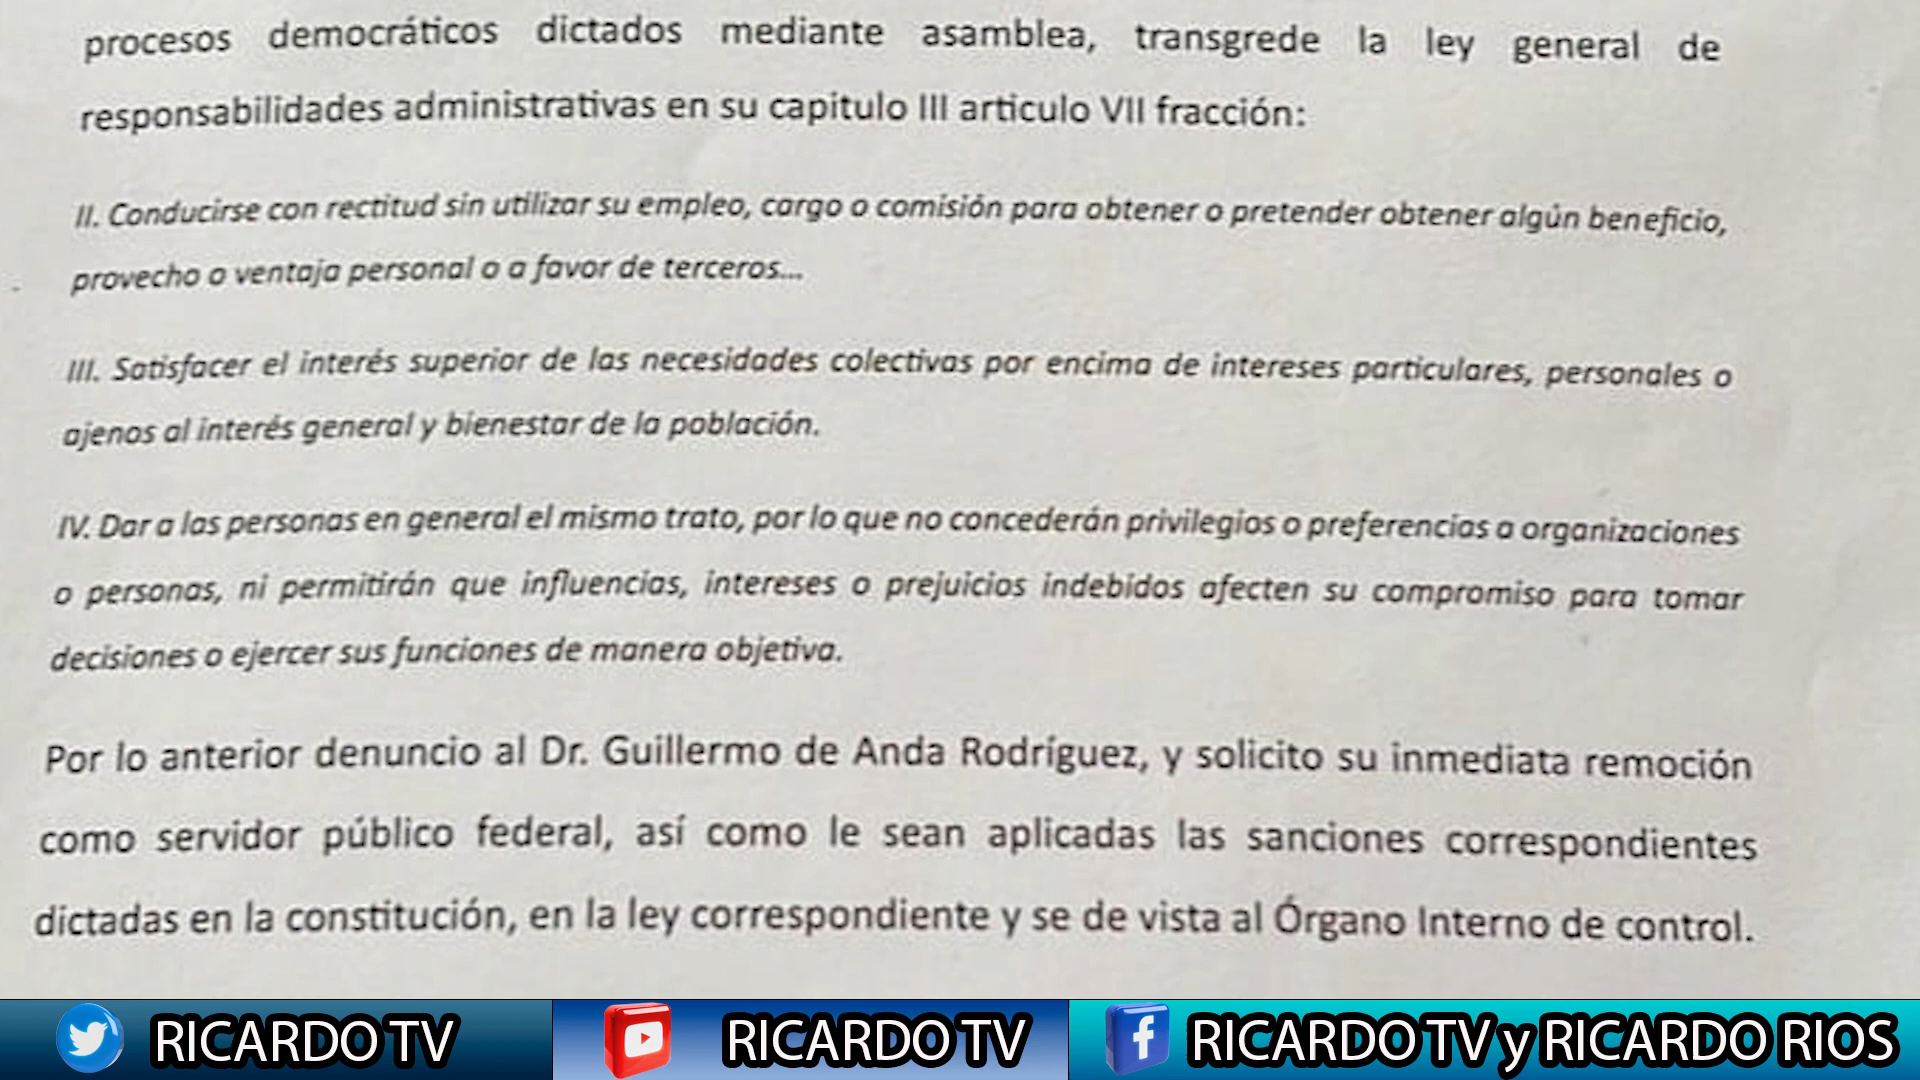 procesos democráticos dictados mediante asamblea, transgrede la ley general de
responsabilidades administrativas en su capitulo III articulo VII fracción:
II. Conducirse con rectitud sin utilizar su empleo, cargo o comisión para obtener o pretender obtener algún beneficio,
provecho o ventaja personal o a favor de terceros...
III. Satisfacer el interés superior de las necesidades colectivas por encima de intereses particulares, personales o
ajenos al interés general y bienestar de la población.
IV. Dar a las personas en general el mismo trato, por lo que no concederán privilegios o preferencias a organizaciones
o personas, ni permitirán que influencias, intereses o prejuicios indebidos afecten su compromiso para tomar
decisiones o ejercer sus funciones de manera objetiva.
Por lo anterior denuncio al Dr. Guillermo de Anda Rodríguez, y solicito su inmediata remoción
como servidor público federal, así como le sean aplicadas las sanciones correspondientes
dictadas en la constitución, en la ley correspondiente y se de vista al Órgano Interno de control.
RICARDO TV RICARDO TV RICARDO TV y RICARDO RIOS